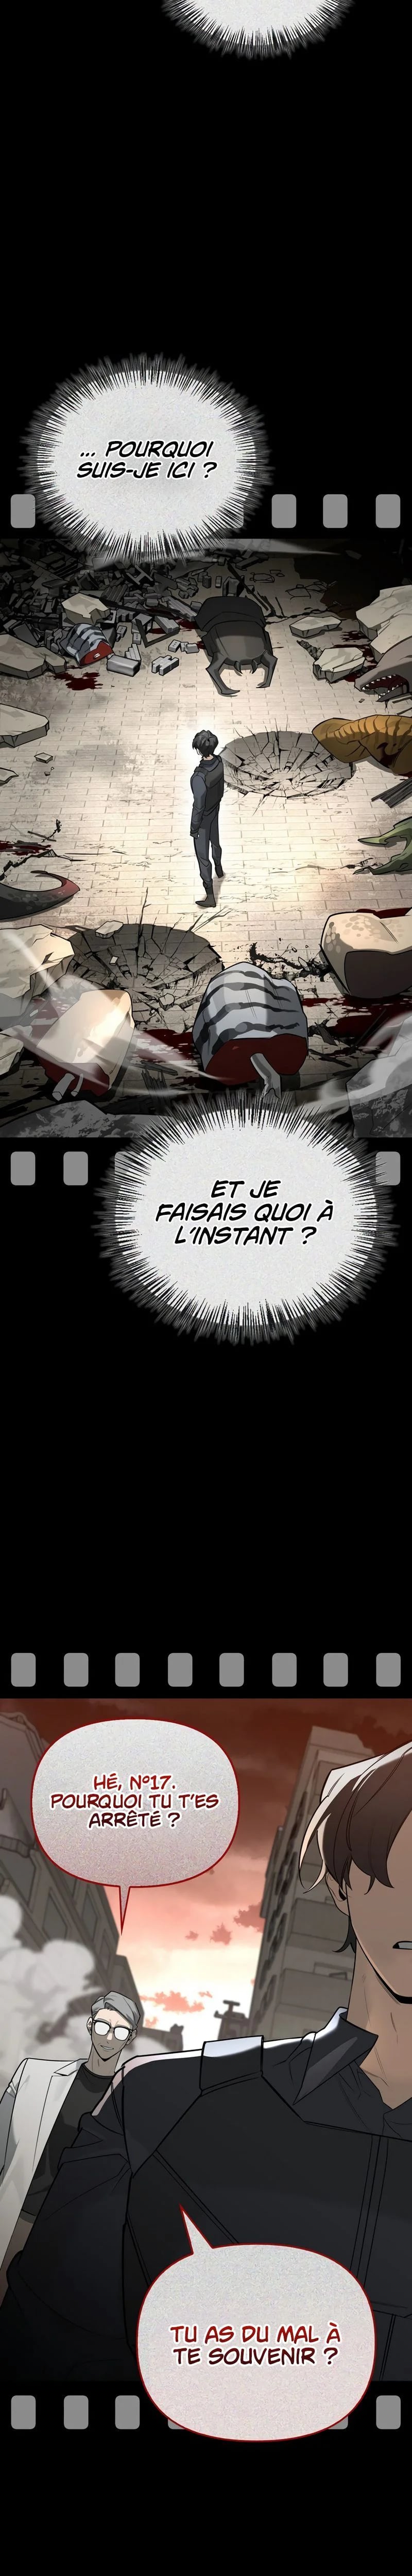 ... POURQUOI
SUIS-JE ICI ?
ET JE
FAISAIS QUOI À
L'INSTANT ?
HÉ, Nº17.
POURQUOI TU T'ES
ARRÊTÉ ?
TU AS DU MAL À
TE SOUVENIR ?